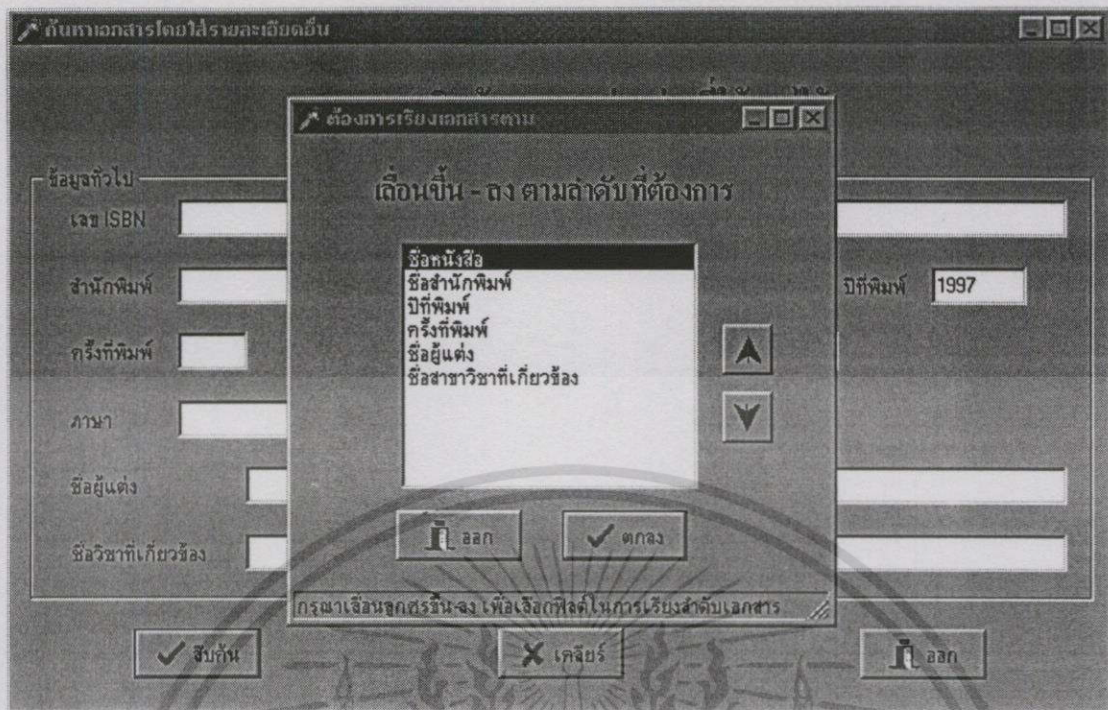 ค้นหาเอกสารโดยใส่รายละเอียดอื่น
ต้องการเรียงเอกสารตาม
เลื่อนขึ้น - ลง ตามลำดับที่ต้องการ
ข้อมูลทั่วไป
เลข ISBN
สำนักพิมพ์
ปีที่พิมพ์ 1997
ครั้งที่พิมพ์
ภาษา
ชื่อผู้แต่ง
ชื่อวิชาที่เกี่ยวข้อง
ชื่อหนังสือ
ชื่อสำนักพิมพ์
ปีที่พิมพ์
ครั้งที่พิมพ์
ชื่อผู้แต่ง
ชื่อสาขาวิชาที่เกี่ยวข้อง
ออก
ตกลง
กรุณาเลื่อนลูกศรขึ้น-ลง เพื่อเลือกฟิลด์ในการเรียงลำดับเอกสาร
สืบค้น
เคลียร์
ออก